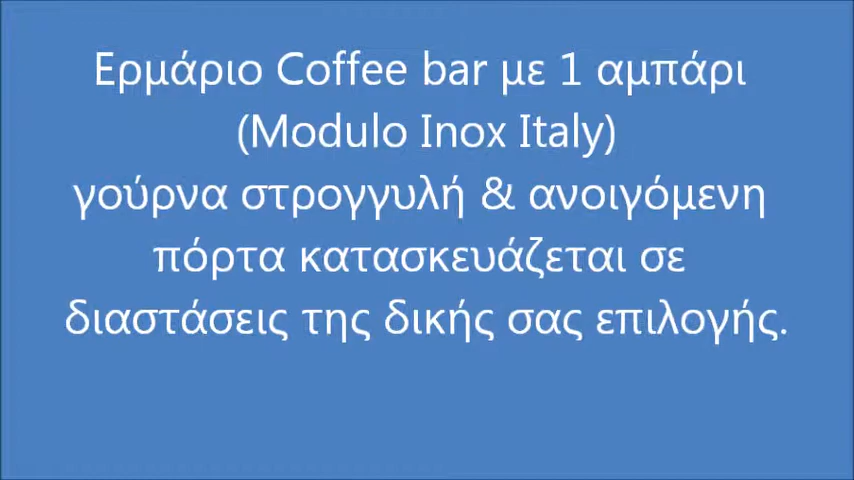 Ερμάριο Coffee bar με 1 αμπάρι
(Modulo Inox Italy)
γούρνα στρογγυλή & ανοιγόμενη
πόρτα κατασκευάζεται σε
διαστάσεις της δικής σας επιλογής.